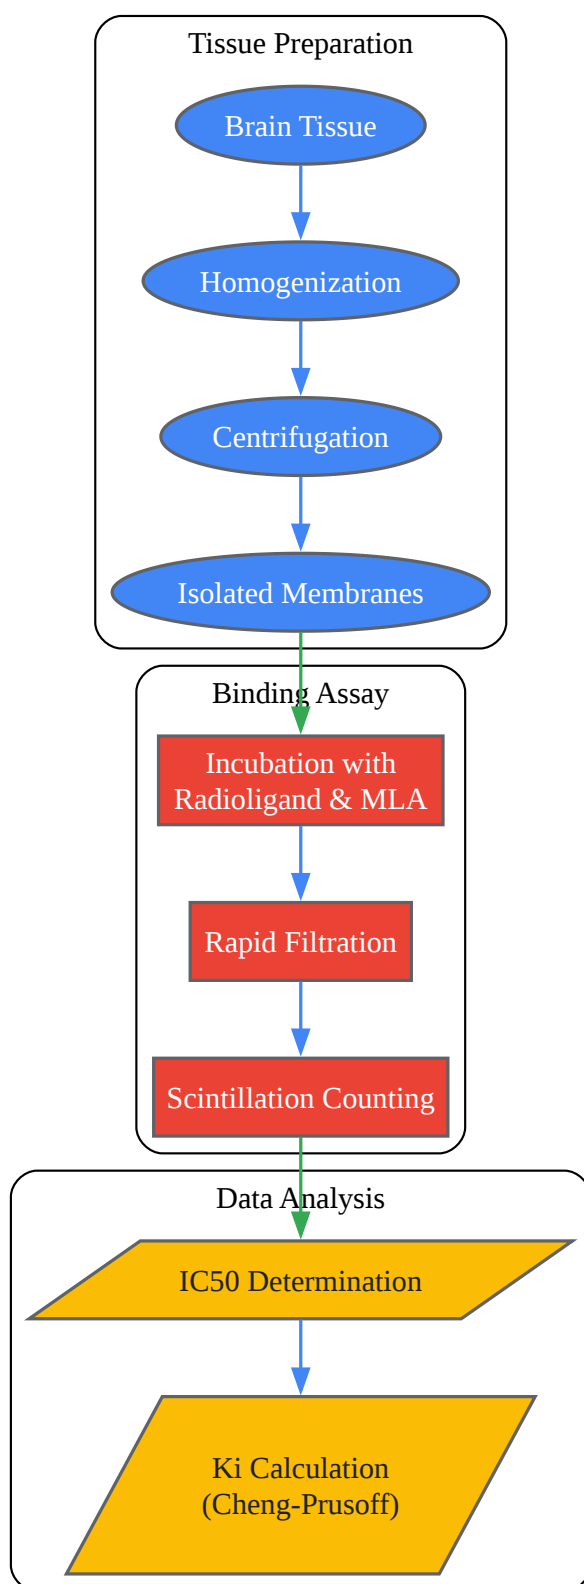 Tissue Preparation
Brain Tissue
Homogenization
Centrifugation
Isolated Membranes
Binding Assay
Incubation with
Radioligand & MLA
Rapid Filtration
Scintillation Counting
Data Analysis
IC50 Determination
Ki Calculation
(Cheng-Prusoff)